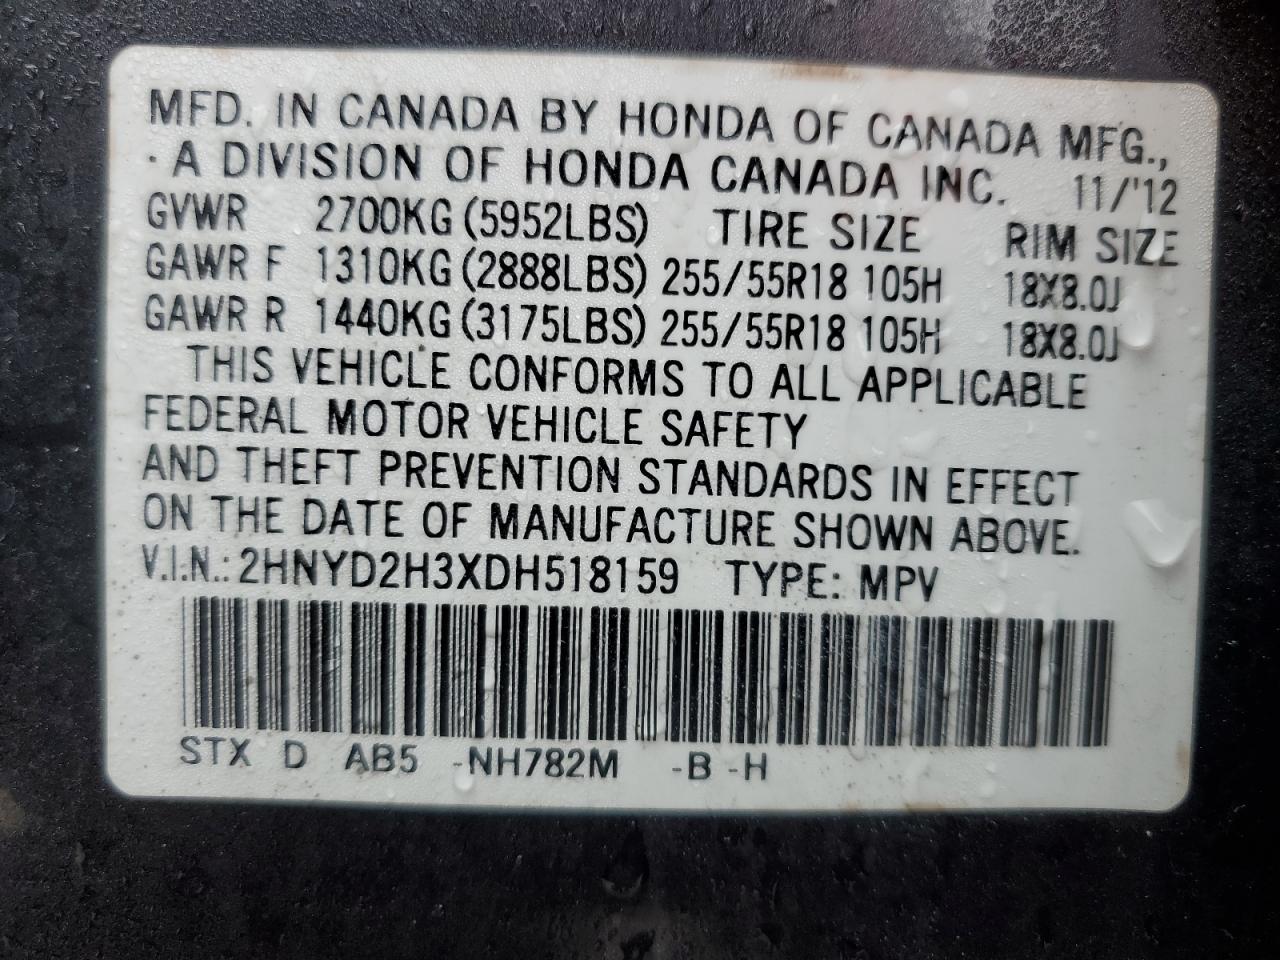 MFD. IN CANADA BY HONDA OF CANADA MFG.,
· A DIVISION OF HONDA CANADA INC. 11/'12
GVWR 2700KG (5952LBS) TIRE SIZE RIM SIZE
GAWR F 1310KG (2888LBS) 255/55R18 105H 18X8.0J
GAWR R 1440KG (3175LBS) 255/55R18 105H 18X8.0J
THIS VEHICLE CONFORMS TO ALL APPLICABLE
FEDERAL MOTOR VEHICLE SAFETY
AND THEFT PREVENTION STANDARDS IN EFFECT
ON THE DATE OF MANUFACTURE SHOWN ABOVE.
V.I.N.: 2HNYD2H3XDH518159 TYPE: MPV
STX D AB5 -NH782M -B -H